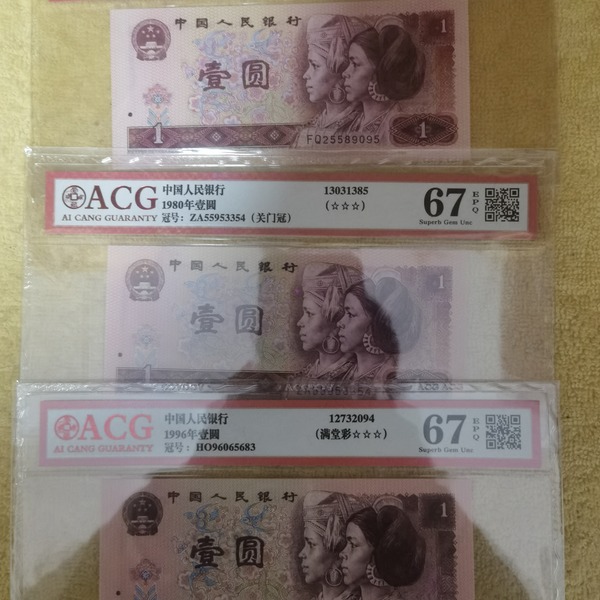 中国人民银行
1
壹圆
1
1
FQ25589095
ACG
AI CANG GUARANTY
中国人民银行
1980年壹圆
冠号：ZA55953354（关门冠）
13031385
(☆☆☆)
67
EPQ
Superb Gem Unc
中国人民银行
1
壹圆
1
ACG
AI CANG GUARANTY
中国人民银行
1996年壹圆
冠号：HO96065683
12732094
(满堂彩☆☆☆)
67
EPQ
Superb Gem Unc
中国人民银行
1
壹圆